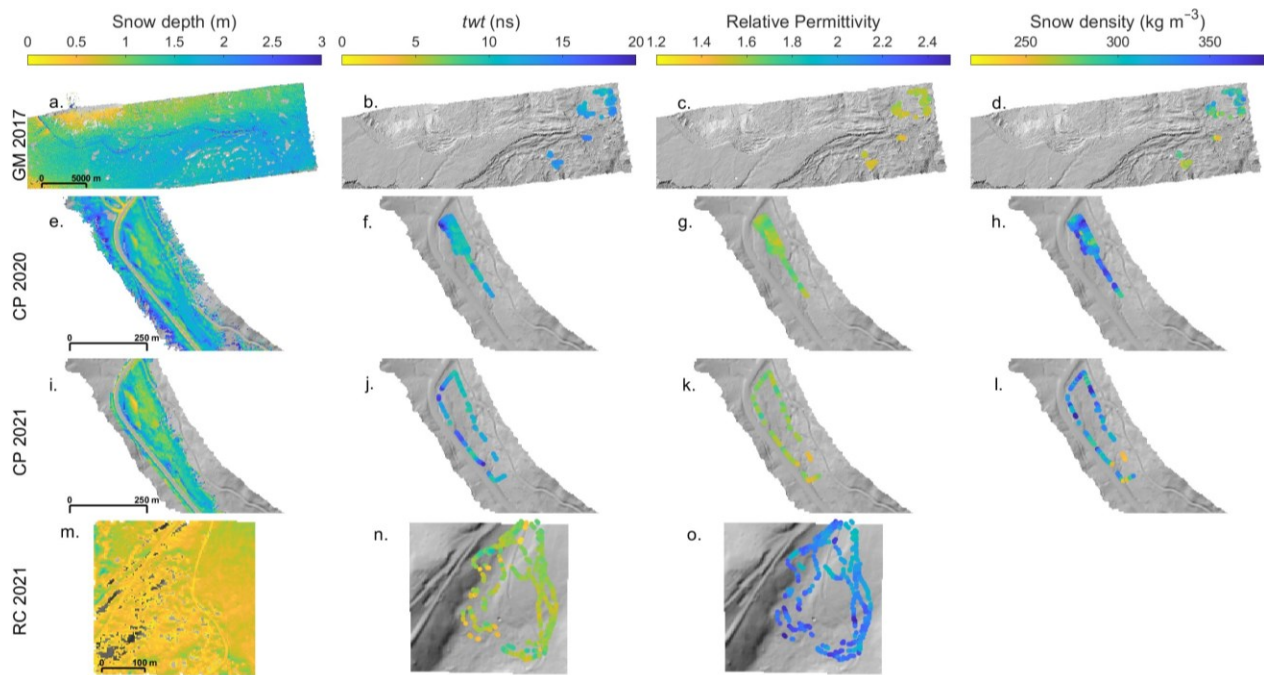 Snow depth (m)
twt (ns)
Relative Permittivity
Snow density (kg m⁻³)
0 0.5 1 1.5 2 2.5 3
0 5 10 15 20
1.2 1.4 1.6 1.8 2 2.2 2.4
250 300 350
GM 2017
a.
b.
c.
d.
0 5000 m
CP 2020
e.
f.
g.
h.
0 250 m
CP 2021
i.
j.
k.
l.
0 250 m
RC 2021
m.
n.
o.
0 100 m